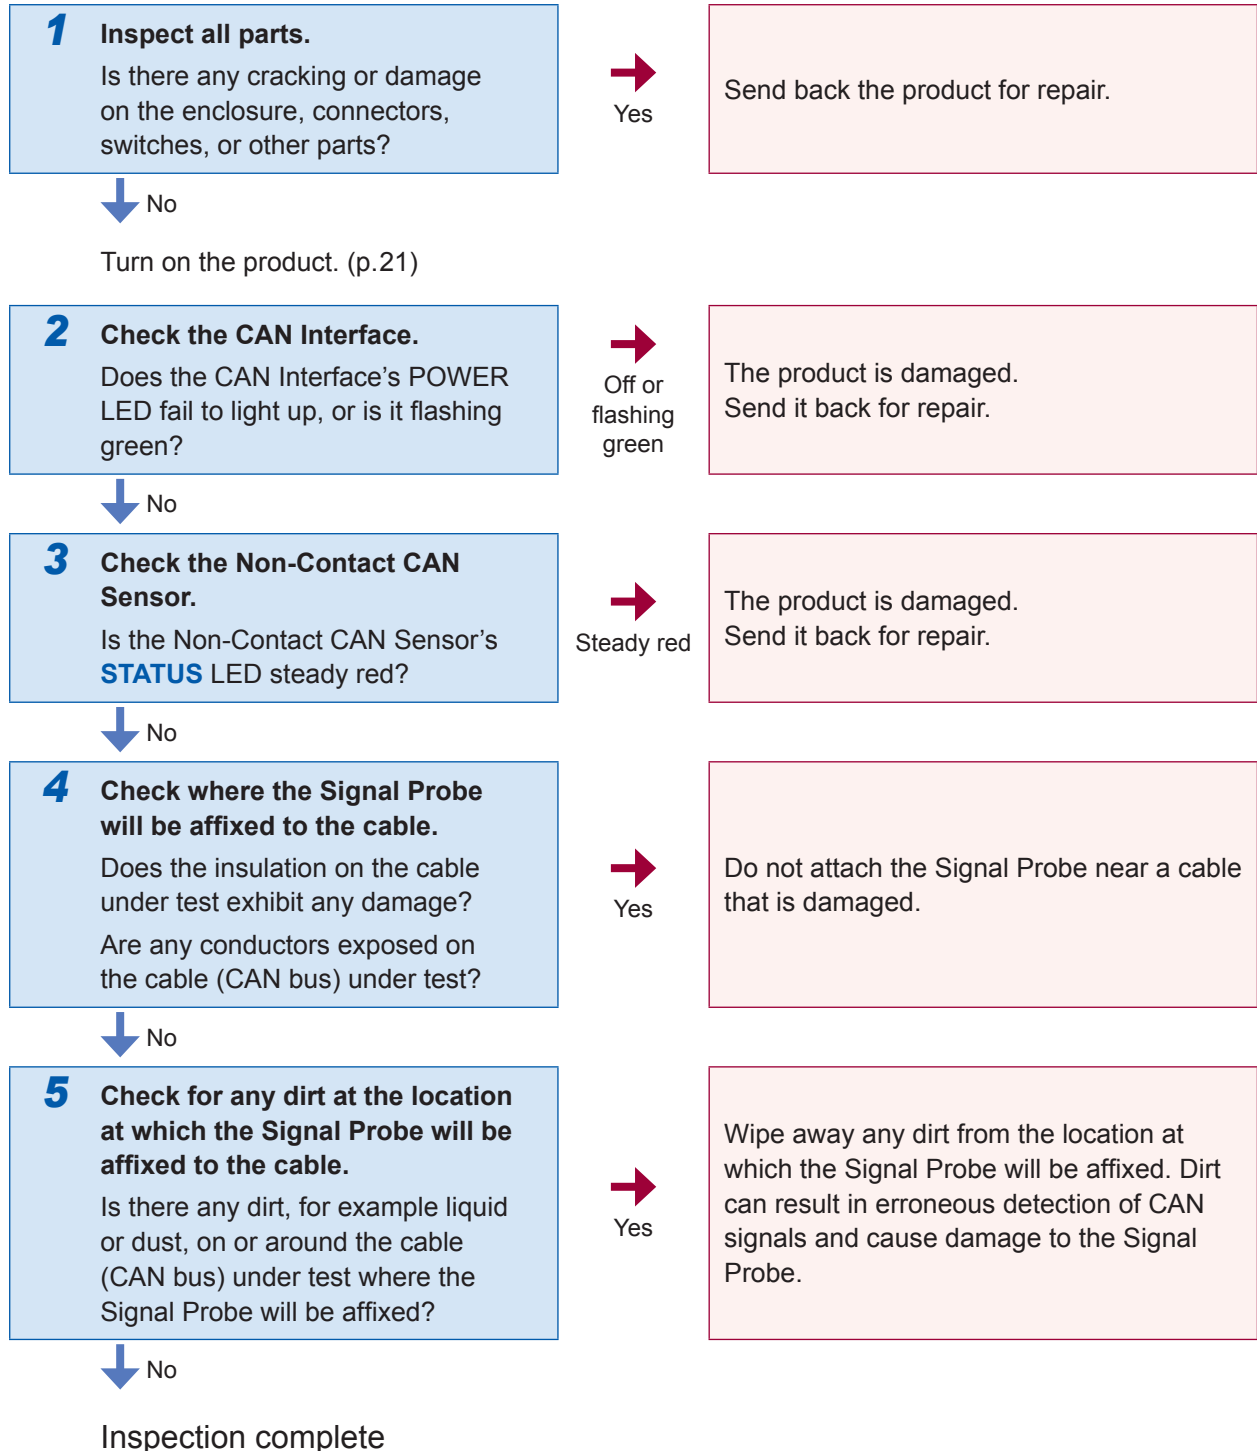 1 Inspect all parts.
Is there any cracking or damage
on the enclosure, connectors,
switches, or other parts?
Yes
Send back the product for repair.
No
Turn on the product. (p.21)
2 Check the CAN Interface.
Does the CAN Interface's POWER
LED fail to light up, or is it flashing
green?
Off or
flashing
green
The product is damaged.
Send it back for repair.
No
3 Check the Non-Contact CAN
Sensor.
Is the Non-Contact CAN Sensor's
STATUS LED steady red?
Steady red
The product is damaged.
Send it back for repair.
No
4 Check where the Signal Probe
will be affixed to the cable.
Does the insulation on the cable
under test exhibit any damage?
Are any conductors exposed on
the cable (CAN bus) under test?
Yes
Do not attach the Signal Probe near a cable
that is damaged.
No
5 Check for any dirt at the location
at which the Signal Probe will be
affixed to the cable.
Is there any dirt, for example liquid
or dust, on or around the cable
(CAN bus) under test where the
Signal Probe will be affixed?
Yes
Wipe away any dirt from the location at
which the Signal Probe will be affixed. Dirt
can result in erroneous detection of CAN
signals and cause damage to the Signal
Probe.
No
Inspection complete